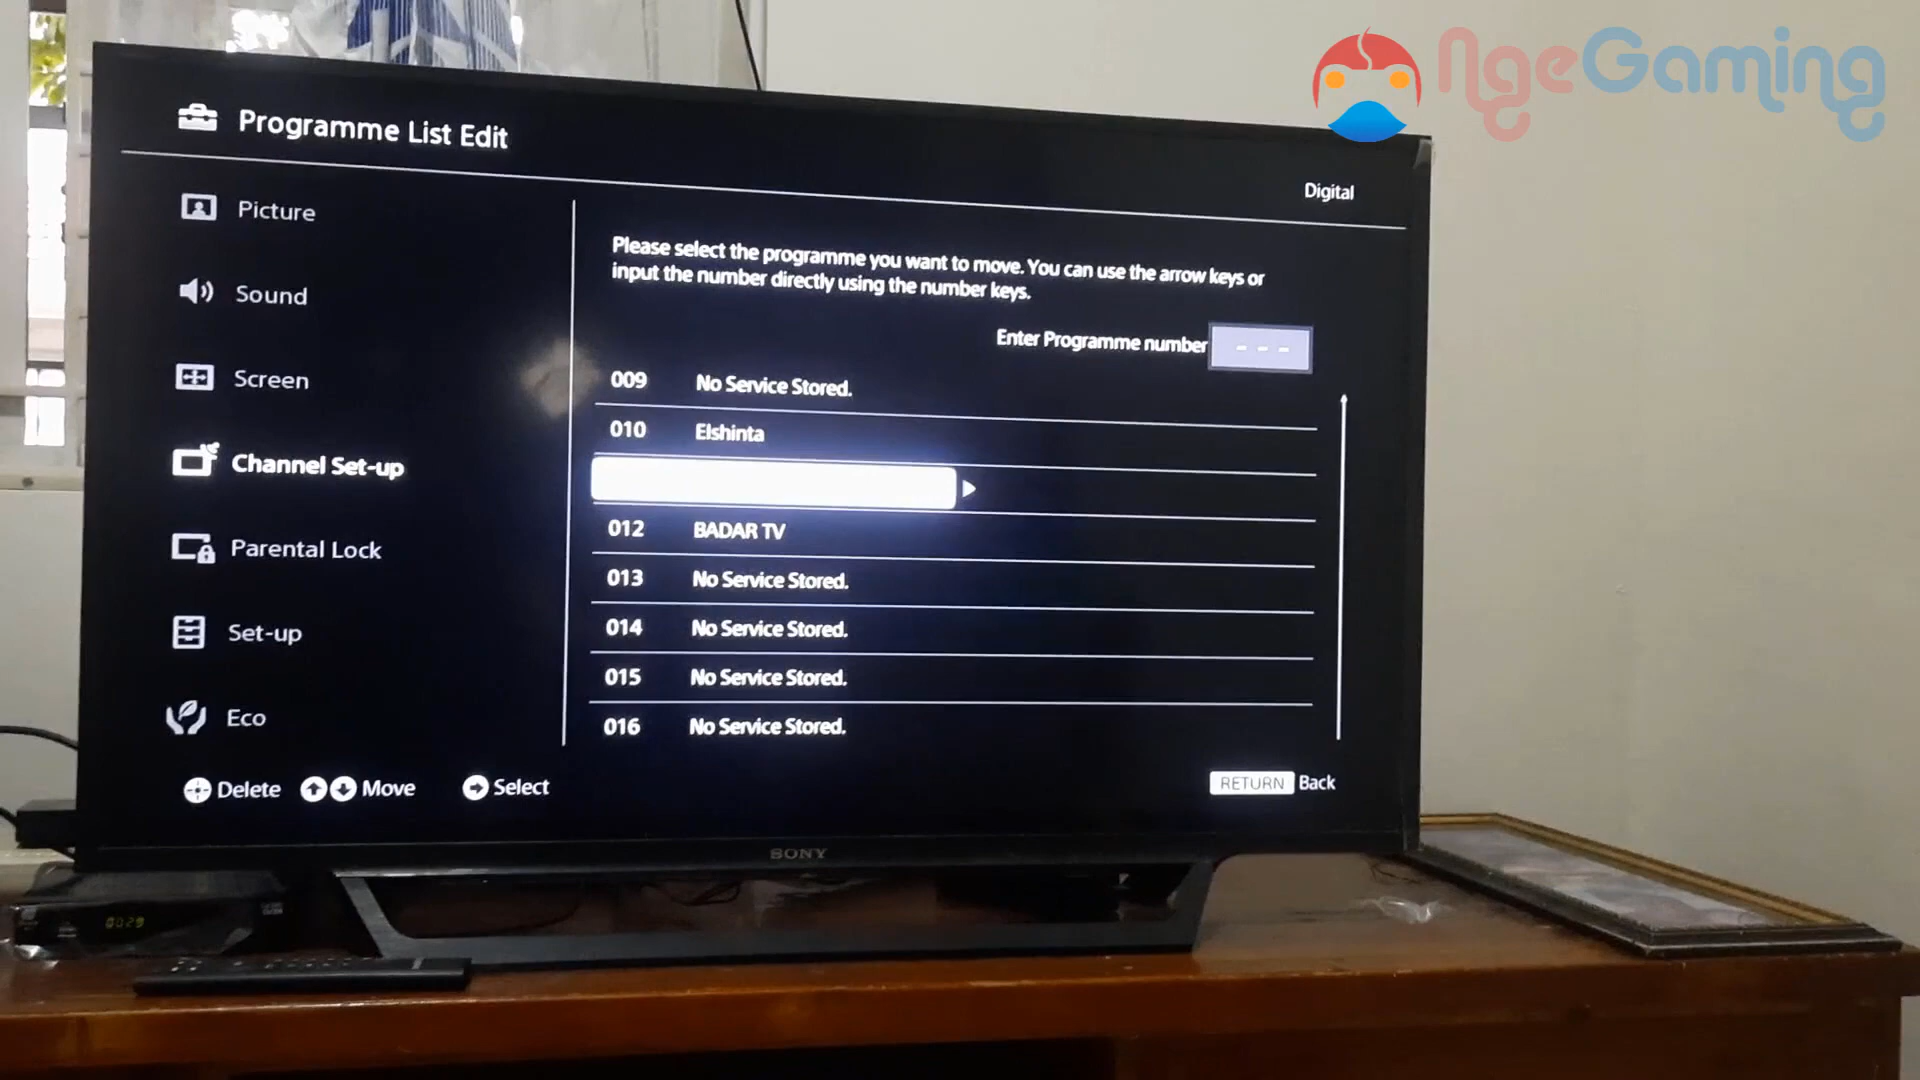 NgeGaming
Programme List Edit
Digital
Picture
Sound
Screen
Channel Set-up
Parental Lock
Set-up
Eco
Please select the programme you want to move. You can use the arrow keys or
input the number directly using the number keys.
Enter Programme number - - -
009 No Service Stored.
010 Elshinta
012 BADAR TV
013 No Service Stored.
014 No Service Stored.
015 No Service Stored.
016 No Service Stored.
Delete Move Select
RETURN Back
SONY
0029